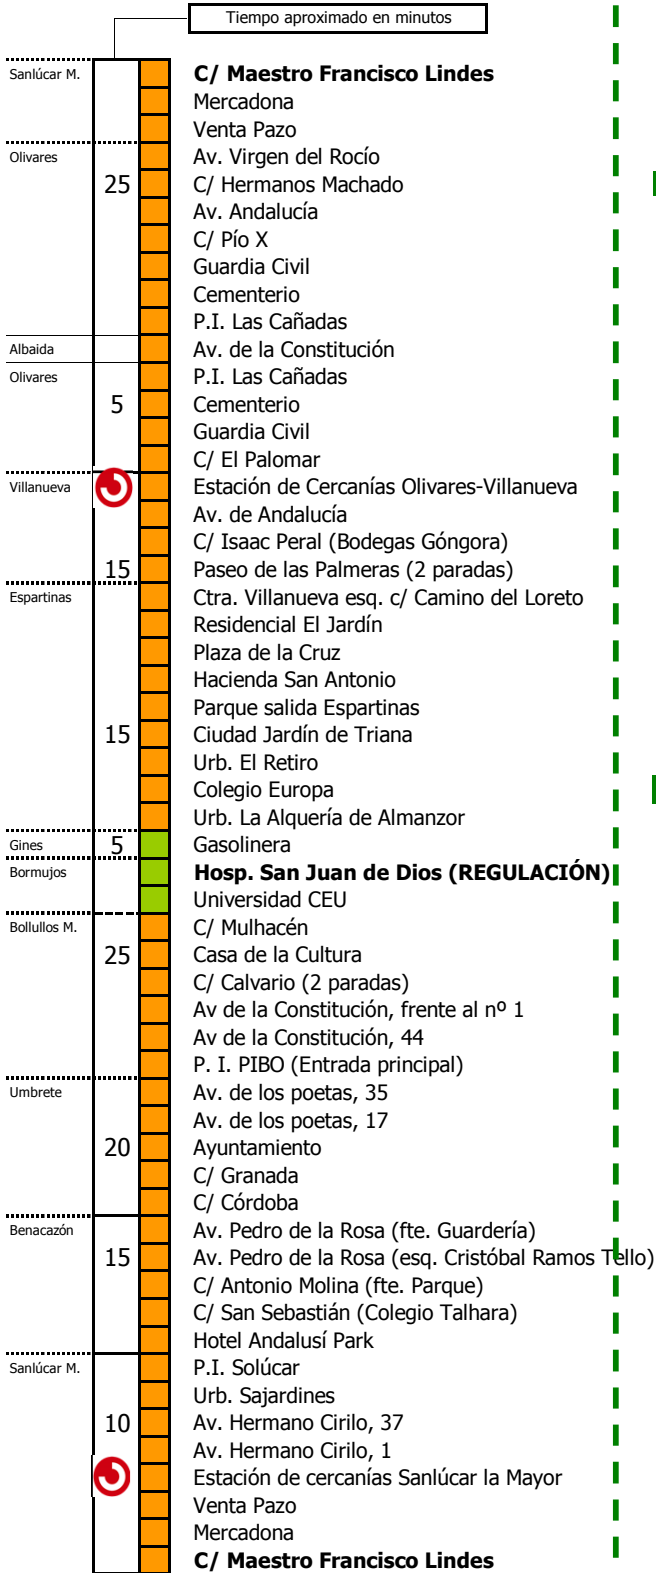 Tiempo aproximado en minutos
Sanlúcar M.
C/ Maestro Francisco Lindes
Mercadona
Venta Pazo
Olivares
Av. Virgen del Rocío
25
C/ Hermanos Machado
Av. Andalucía
C/ Pío X
Guardia Civil
Cementerio
P.I. Las Cañadas
Albaida
Av. de la Constitución
Olivares
P.I. Las Cañadas
5
Cementerio
Guardia Civil
C/ El Palomar
Villanueva
Estación de Cercanías Olivares-Villanueva
Av. de Andalucía
C/ Isaac Peral (Bodegas Góngora)
15
Paseo de las Palmeras (2 paradas)
Espartinas
Ctra. Villanueva esq. c/ Camino del Loreto
Residencial El Jardín
Plaza de la Cruz
Hacienda San Antonio
Parque salida Espartinas
15
Ciudad Jardín de Triana
Urb. El Retiro
Colegio Europa
Urb. La Alquería de Almanzor
Gines
5
Gasolinera
Bormujos
Hosp. San Juan de Dios (REGULACIÓN)
Universidad CEU
Bollullos M.
C/ Mulhacén
25
Casa de la Cultura
C/ Calvario (2 paradas)
Av de la Constitución, frente al nº 1
Av de la Constitución, 44
P. I. PIBO (Entrada principal)
Umbrete
Av. de los poetas, 35
Av. de los poetas, 17
20
Ayuntamiento
C/ Granada
C/ Córdoba
Benacazón
Av. Pedro de la Rosa (fte. Guardería)
15
Av. Pedro de la Rosa (esq. Cristóbal Ramos Tello)
C/ Antonio Molina (fte. Parque)
C/ San Sebastián (Colegio Talhara)
Hotel Andalusí Park
Sanlúcar M.
P.I. Solúcar
Urb. Sajardines
10
Av. Hermano Cirilo, 37
Av. Hermano Cirilo, 1
Estación de cercanías Sanlúcar la Mayor
Venta Pazo
Mercadona
C/ Maestro Francisco Lindes